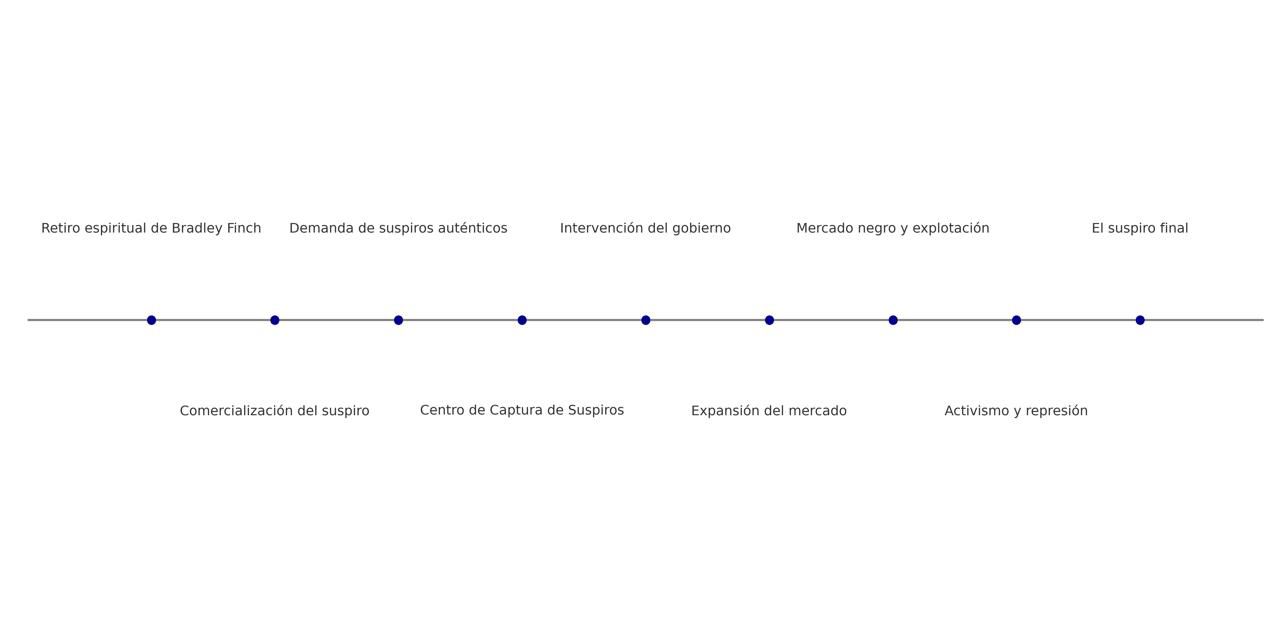 Retiro espiritual de Bradley Finch
Demanda de suspiros auténticos
Intervención del gobierno
Mercado negro y explotación
El suspiro final
Comercialización del suspiro
Centro de Captura de Suspiros
Expansión del mercado
Activismo y represión